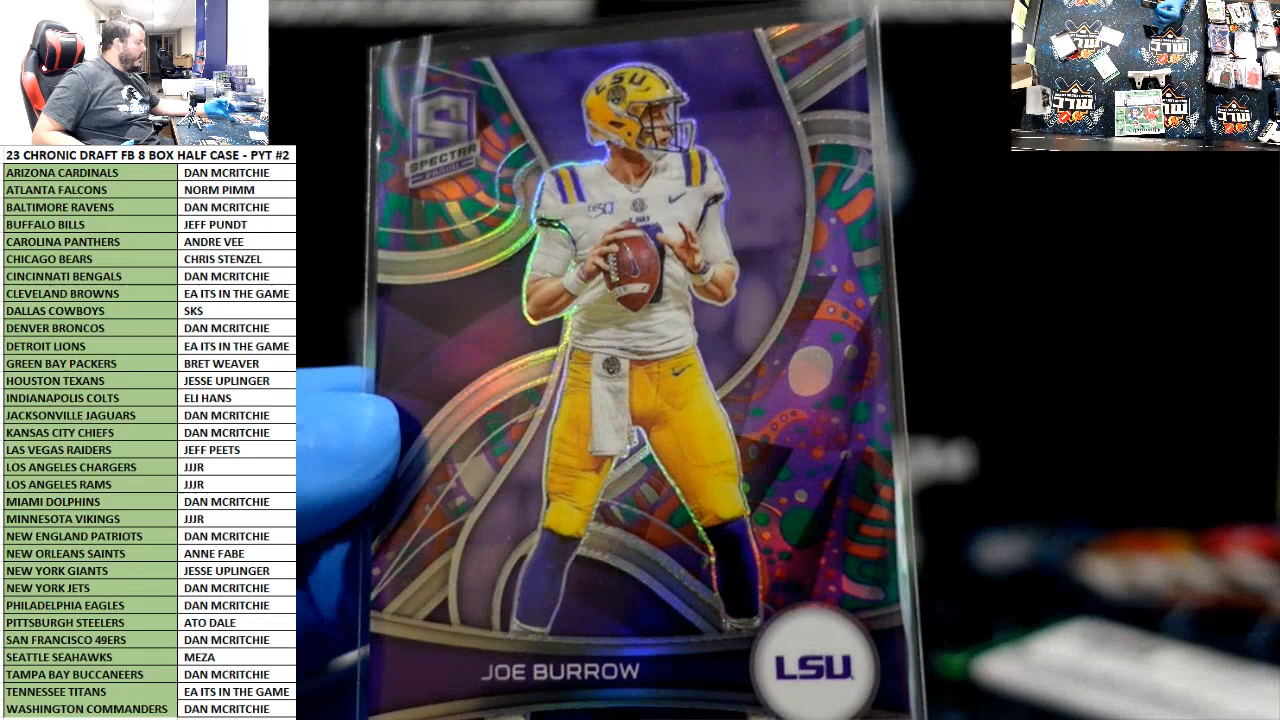 23 CHRONIC DRAFT FB 8 BOX HALF CASE - PYT #2
ARIZONA CARDINALS DAN MCRITCHIE
ATLANTA FALCONS NORM PIMM
BALTIMORE RAVENS DAN MCRITCHIE
BUFFALO BILLS JEFF PUNDT
CAROLINA PANTHERS ANDRE VEE
CHICAGO BEARS CHRIS STENZEL
CINCINNATI BENGALS DAN MCRITCHIE
CLEVELAND BROWNS EA ITS IN THE GAME
DALLAS COWBOYS SKS
DENVER BRONCOS DAN MCRITCHIE
DETROIT LIONS EA ITS IN THE GAME
GREEN BAY PACKERS BRET WEAVER
HOUSTON TEXANS JESSE UPLINGER
INDIANAPOLIS COLTS ELI HANS
JACKSONVILLE JAGUARS DAN MCRITCHIE
KANSAS CITY CHIEFS DAN MCRITCHIE
LAS VEGAS RAIDERS JEFF PEETS
LOS ANGELES CHARGERS JJJR
LOS ANGELES RAMS JJJR
MIAMI DOLPHINS DAN MCRITCHIE
MINNESOTA VIKINGS JJJR
NEW ENGLAND PATRIOTS DAN MCRITCHIE
NEW ORLEANS SAINTS ANNE FABE
NEW YORK GIANTS JESSE UPLINGER
NEW YORK JETS DAN MCRITCHIE
PHILADELPHIA EAGLES DAN MCRITCHIE
PITTSBURGH STEELERS ATO DALE
SAN FRANCISCO 49ERS DAN MCRITCHIE
SEATTLE SEAHAWKS MEZA
TAMPA BAY BUCCANEERS DAN MCRITCHIE
TENNESSEE TITANS EA ITS IN THE GAME
WASHINGTON COMMANDERS DAN MCRITCHIE
S
SPECTRA
PANINI
LSU
150
LSU
JOE BURROW
LSU